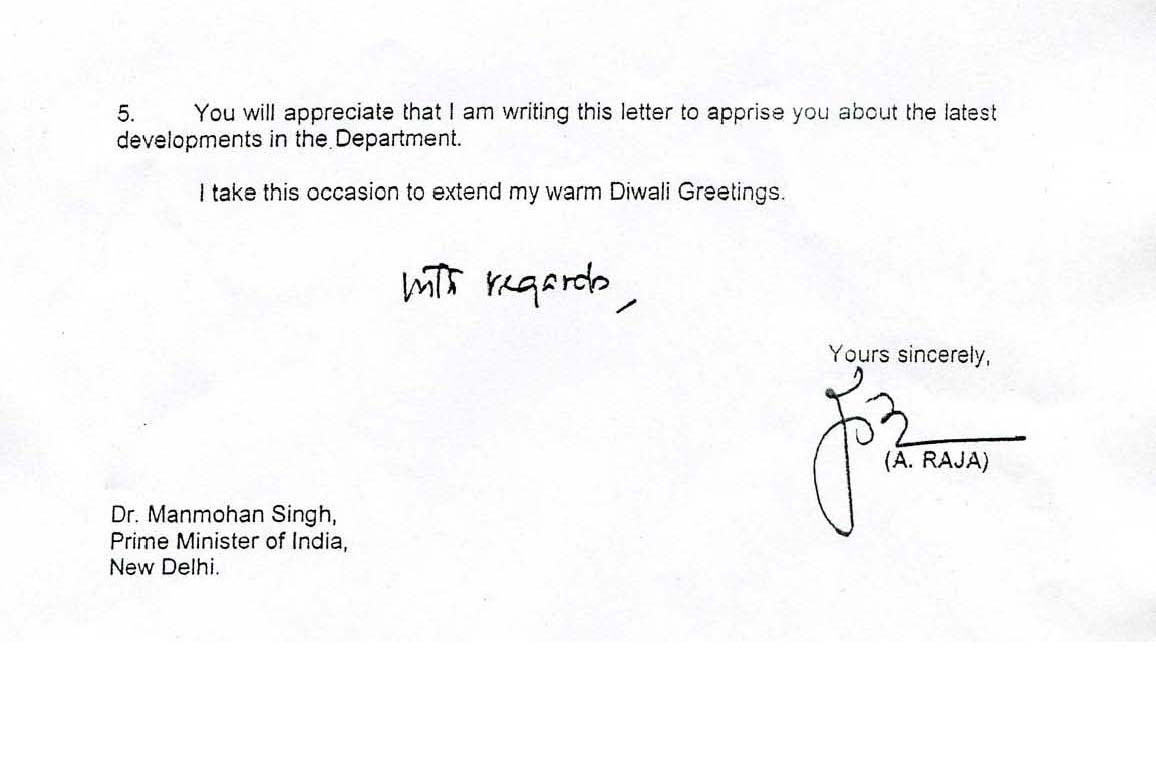 5. You will appreciate that I am writing this letter to apprise you about the latest
developments in the Department.
I take this occasion to extend my warm Diwali Greetings.
With regards,
Yours sincerely,
(A. RAJA)
Dr. Manmohan Singh,
Prime Minister of India,
New Delhi.